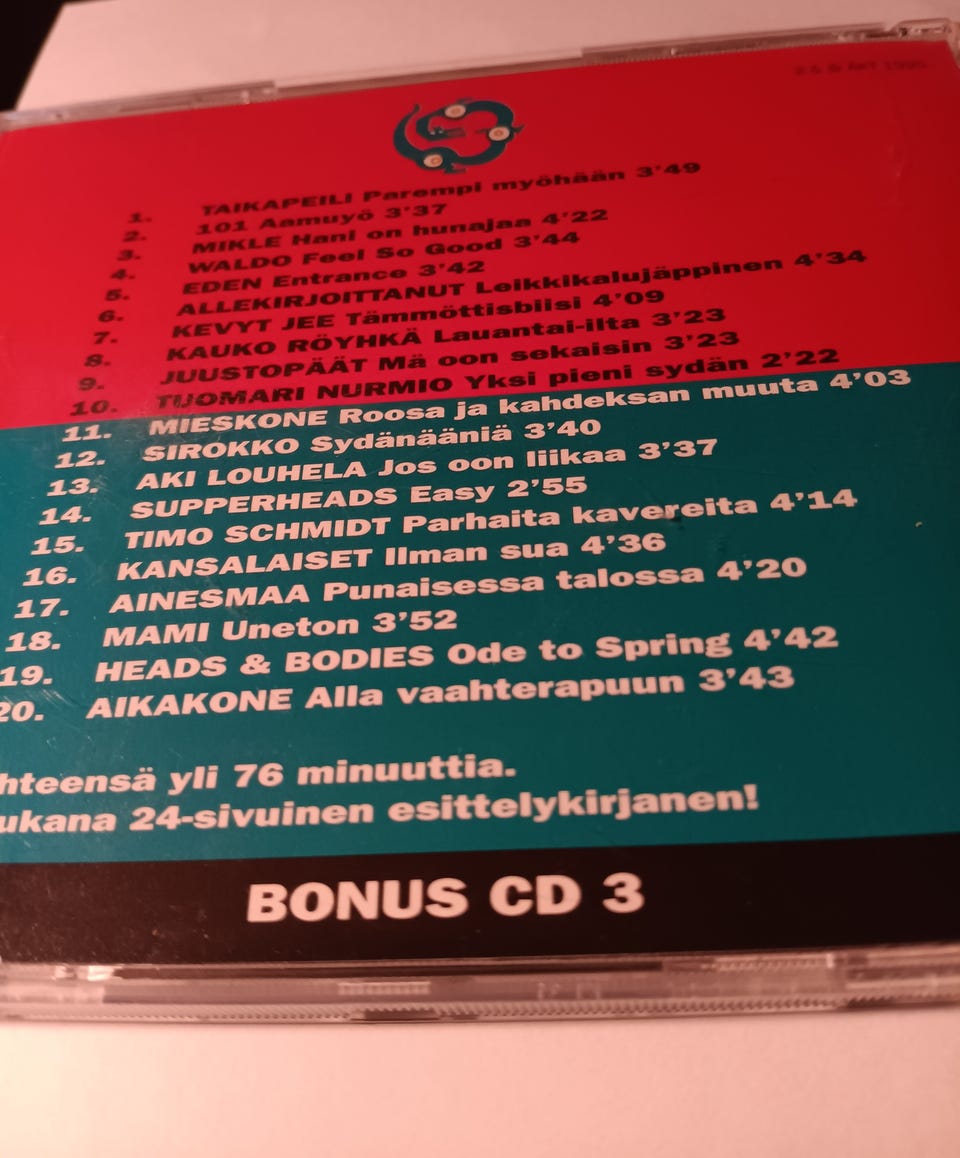 ℗ & © AKT 1995
1. TAIKAPEILI Parempi myöhään 3'49
2. 101 Aamuyö 3'37
3. MIKLE Hani on hunajaa 4'22
4. WALDO Feel So Good 3'44
5. EDEN Entrance 3'42
6. ALLEKIRJOITTANUT Leikkikalujäppinen 4'34
7. KEVYT JEE Tämmöttisbiisi 4'09
8. KAUKO RÖYHKÄ Lauantai-ilta 3'23
9. JUUSTOPÄÄT Mä oon sekaisin 3'23
10. TUOMARI NURMIO Yksi pieni sydän 2'22
11. MIESKONE Roosa ja kahdeksan muuta 4'03
12. SIROKKO Sydänääniä 3'40
13. AKI LOUHELA Jos oon liikaa 3'37
14. SUPPERHEADS Easy 2'55
15. TIMO SCHMIDT Parhaita kavereita 4'14
16. KANSALAISET Ilman sua 4'36
17. AINESMAA Punaisessa talossa 4'20
18. MAMI Uneton 3'52
19. HEADS & BODIES Ode to Spring 4'42
20. AIKAKONE Alla vaahterapuun 3'43
hteensä yli 76 minuuttia.
ukana 24-sivuinen esittelykirjanen!
BONUS CD 3